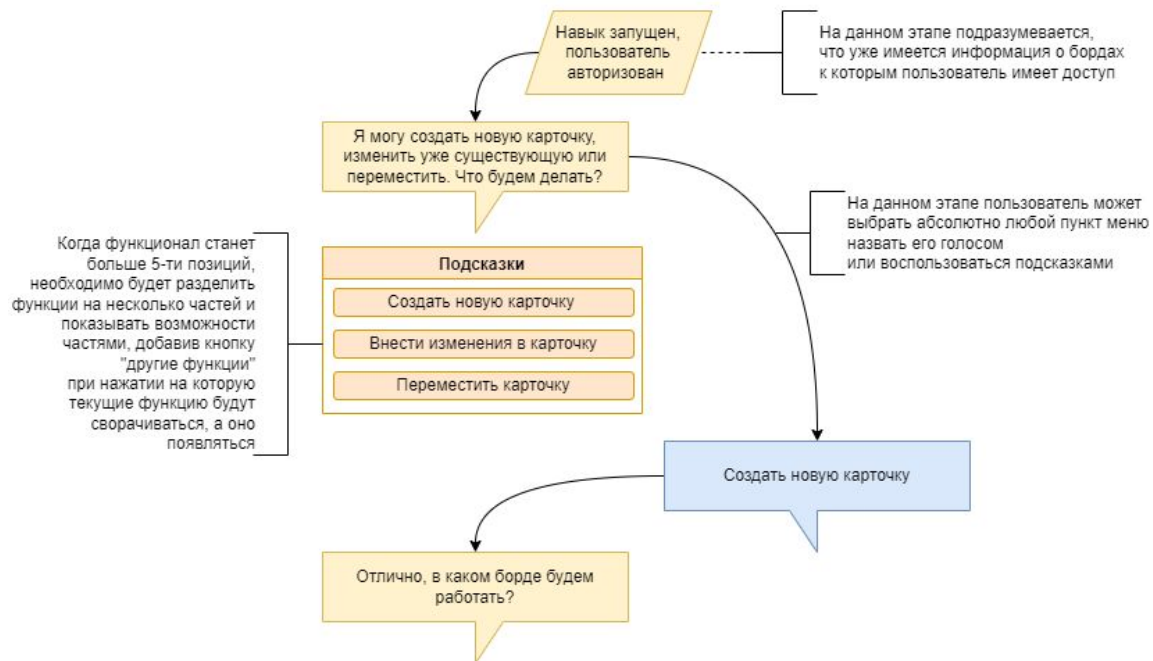 Навык запущен,
пользователь
авторизован
На данном этапе подразумевается,
что уже имеется информация о бордах
к которым пользователь имеет доступ
Я могу создать новую карточку,
изменить уже существующую или
переместить. Что будем делать?
На данном этапе пользователь может
выбрать абсолютно любой пункт меню
назвать его голосом
или воспользоваться подсказками
Когда функционал станет
больше 5-ти позиций,
необходимо будет разделить
функции на несколько частей и
показывать возможности
частями, добавив кнопку
"другие функции"
при нажатии на которую
текущие функцию будут
сворачиваться, а оно
появляться
Подсказки
Создать новую карточку
Внести изменения в карточку
Переместить карточку
Создать новую карточку
Отлично, в каком борде будем
работать?